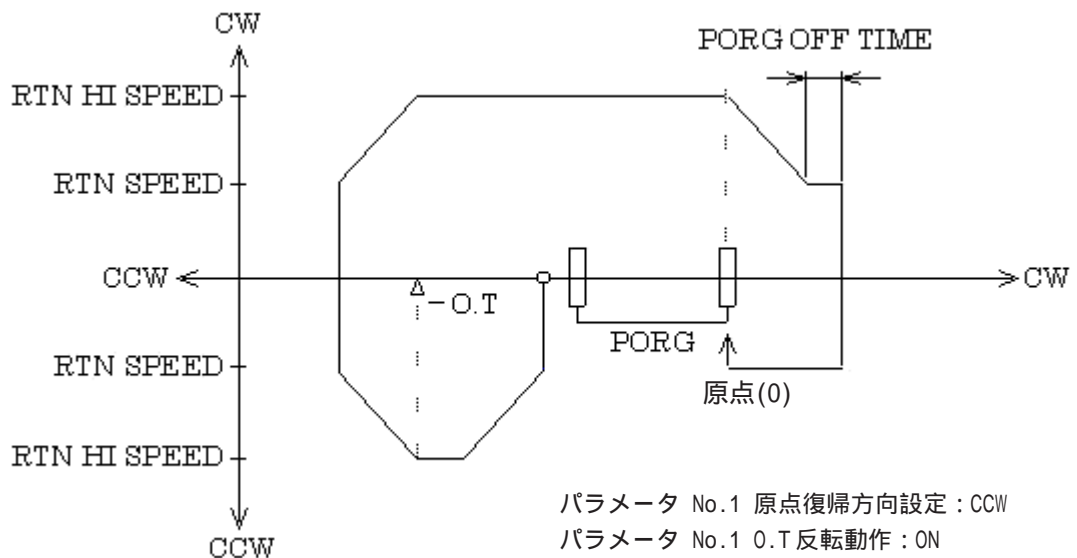 CW
PORG OFF TIME
RTN HI SPEED
RTN SPEED
CCW
CW
−O.T
PORG
RTN SPEED
原点(0)
RTN HI SPEED
パラメータ No.1 原点復帰方向設定：CCW
パラメータ No.1 O.T反転動作：ON
CCW